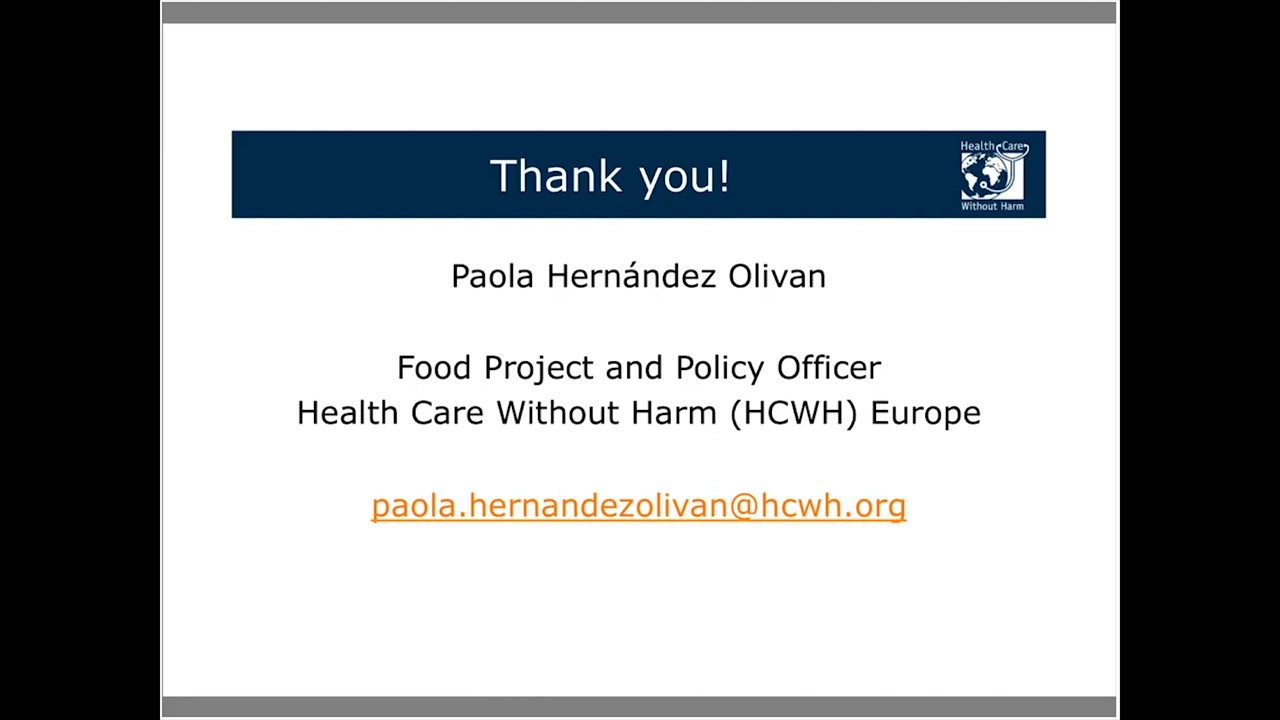 Thank you!
Health Care
Without Harm
Paola Hernández Olivan
Food Project and Policy Officer
Health Care Without Harm (HCWH) Europe
paola.hernandezolivan@hcwh.org